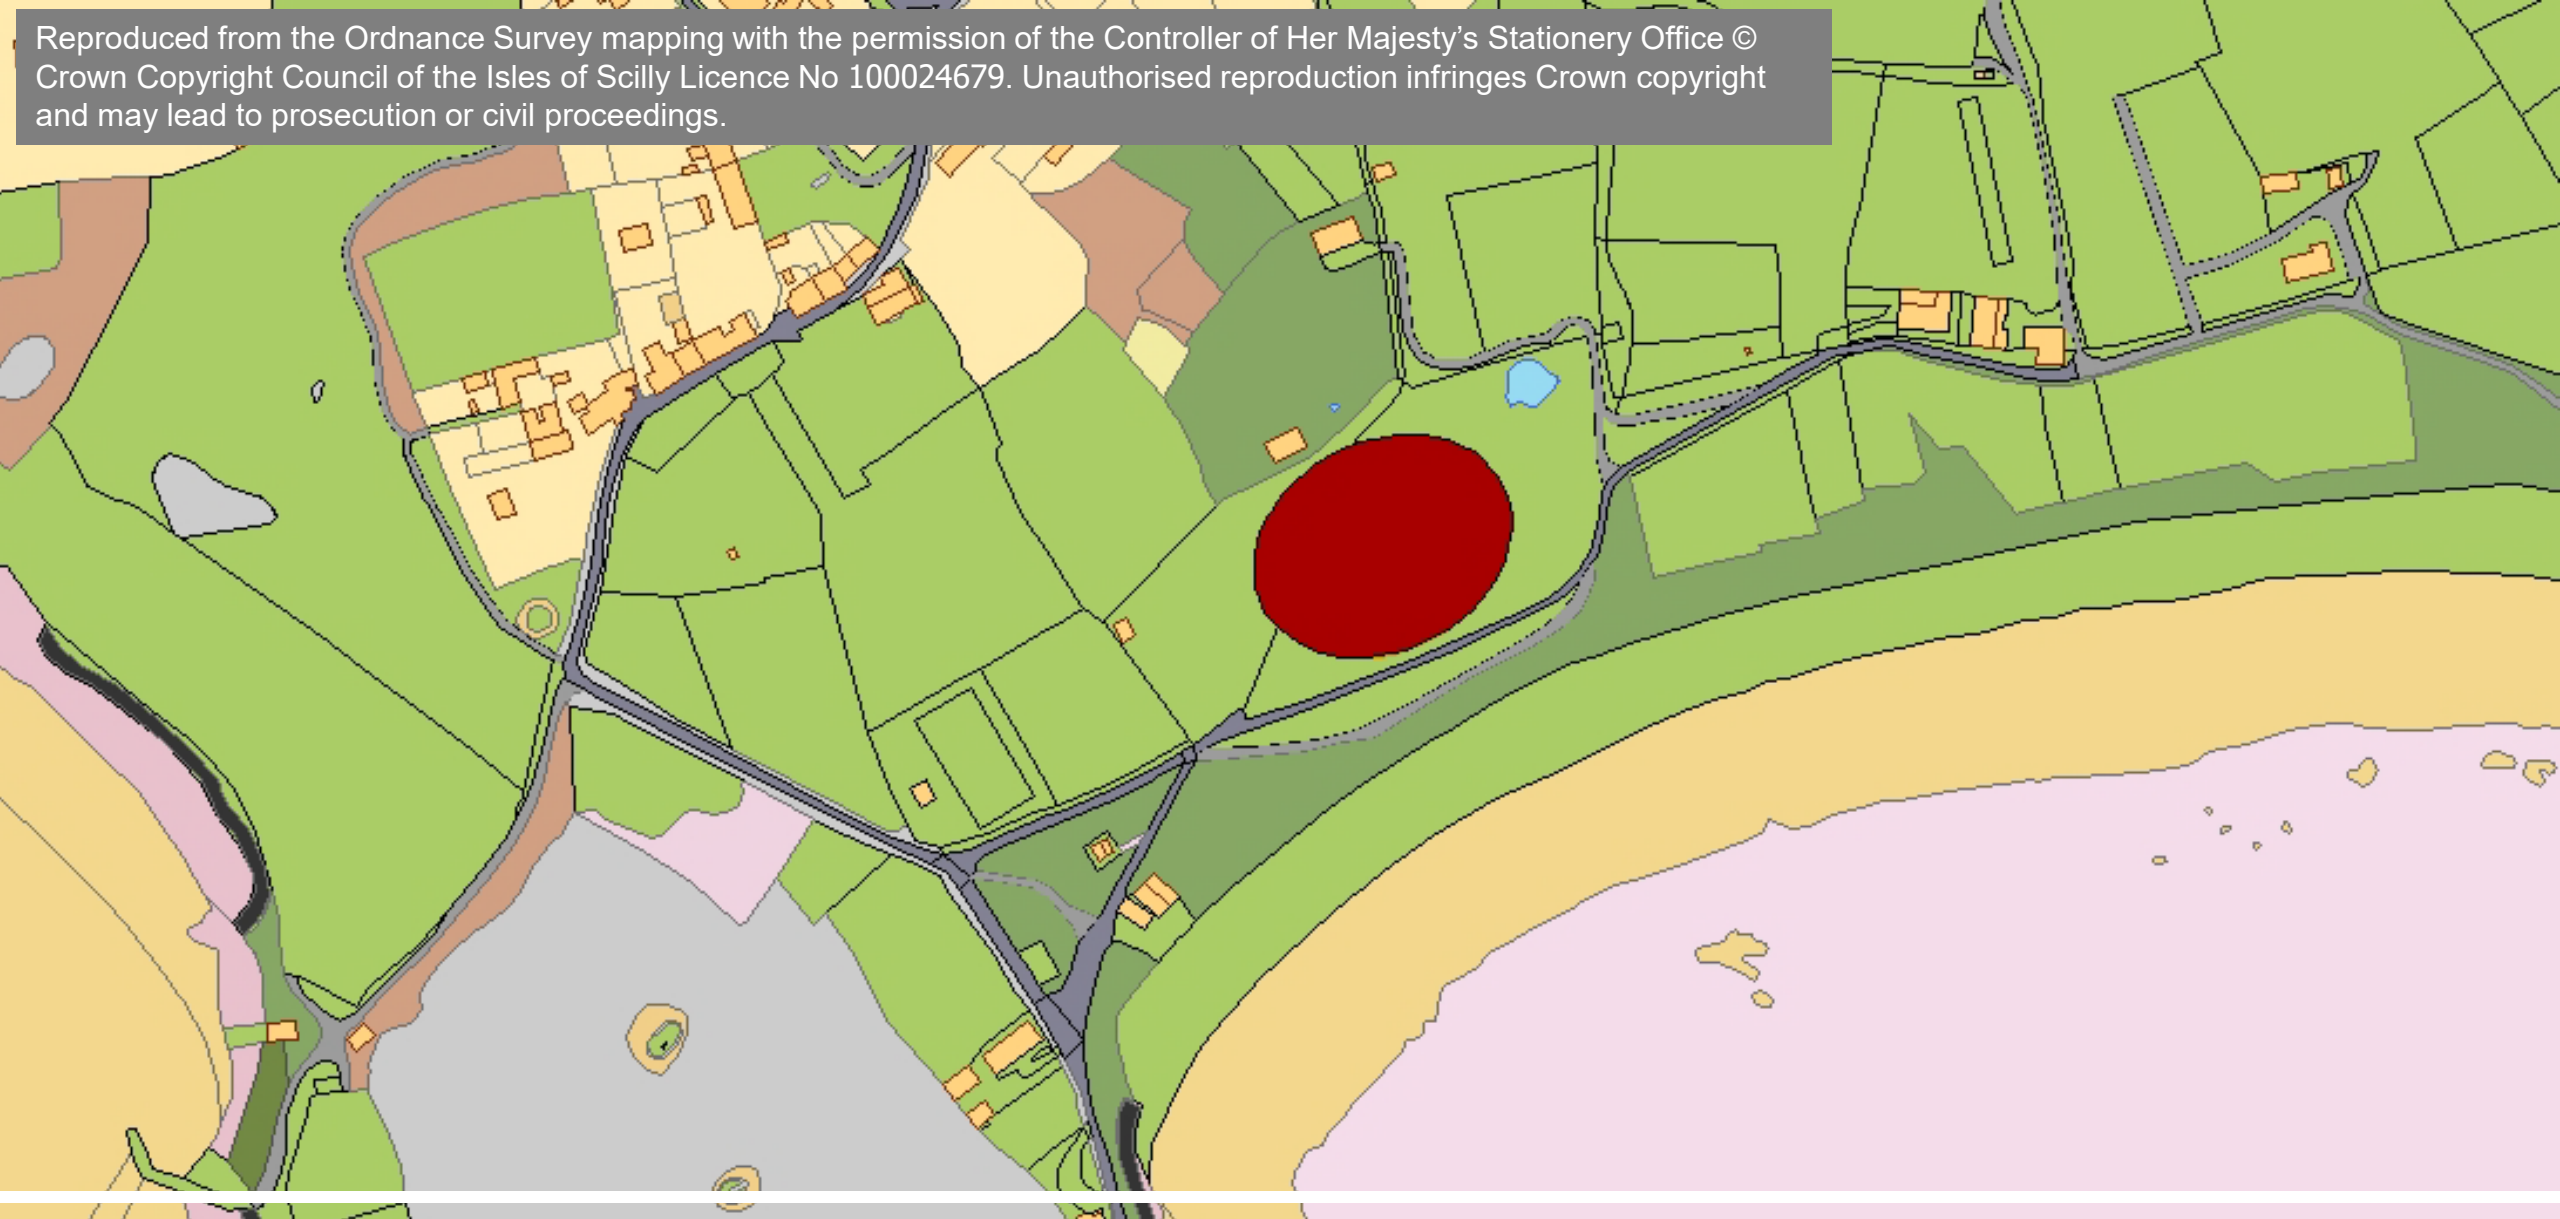 Reproduced from the Ordnance Survey mapping with the permission of the Controller of Her Majesty’s Stationery Office ©
Crown Copyright Council of the Isles of Scilly Licence No 100024679. Unauthorised reproduction infringes Crown copyright
and may lead to prosecution or civil proceedings.